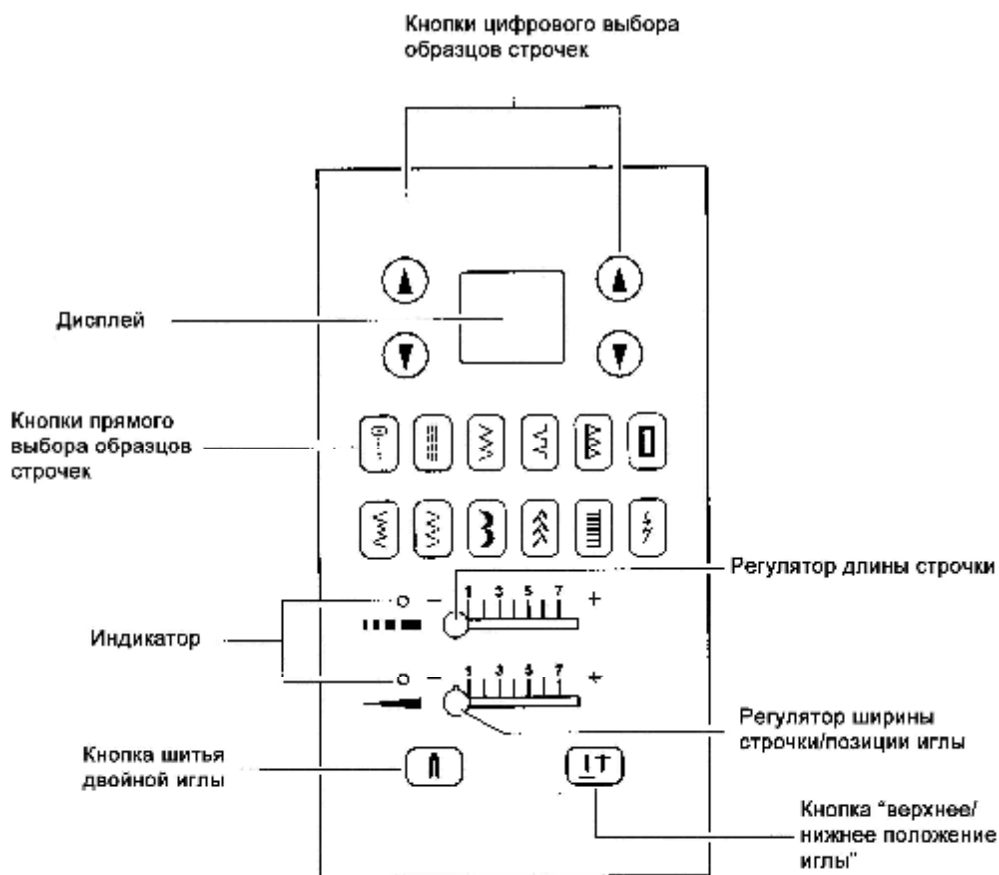 Кнопки цифрового выбора
образцов строчек
Дисплей
Кнопки прямого
выбора образцов
строчек
Регулятор длины строчки
− 1 3 5 7 +
Индикатор
− 1 3 5 7 +
Регулятор ширины
строчки/позиции иглы
Кнопка шитья
двойной иглы
Кнопка "верхнее/
нижнее положение
иглы"